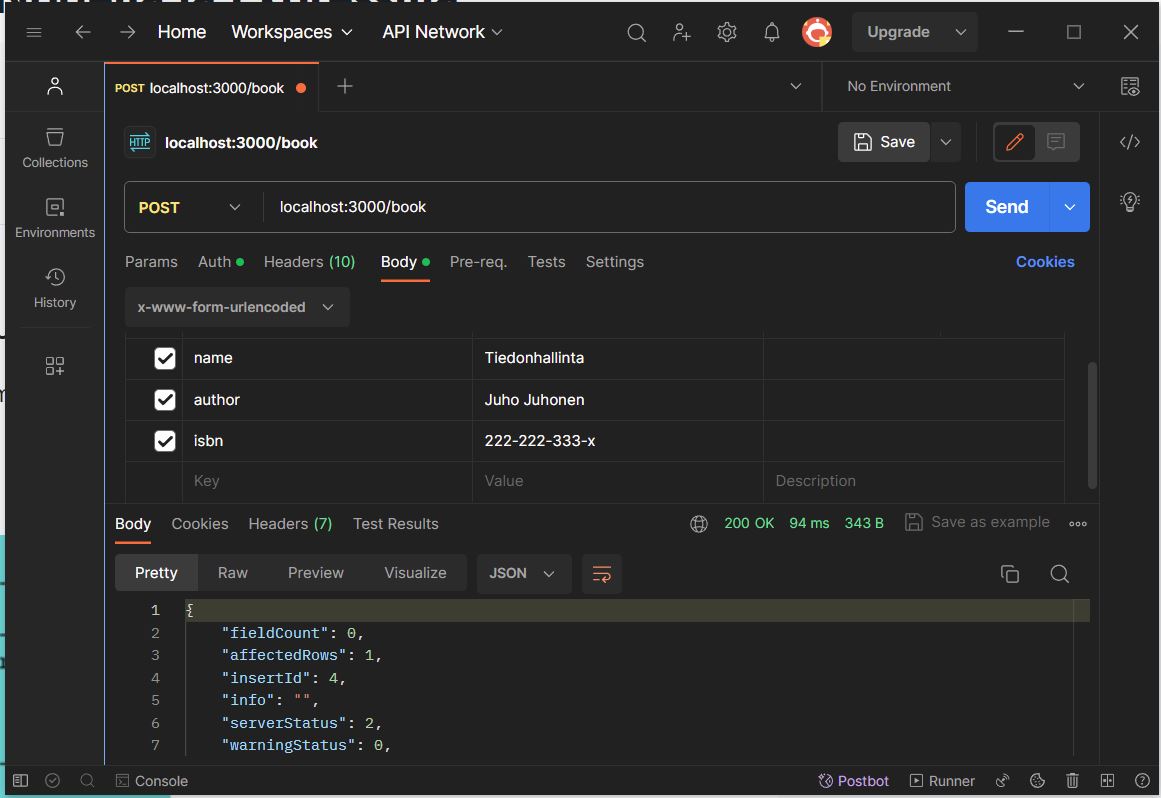 Home Workspaces API Network Upgrade
POST localhost:3000/book No Environment
HTTP localhost:3000/book Save
Collections
POST localhost:3000/book Send
Environments
Params Auth Headers (10) Body Pre-req. Tests Settings Cookies
History
x-www-form-urlencoded
name Tiedonhallinta
author Juho Juhonen
isbn 222-222-333-x
Key Value Description
Body Cookies Headers (7) Test Results 200 OK 94 ms 343 B Save as example
Pretty Raw Preview Visualize JSON
1 {
2 "fieldCount": 0,
3 "affectedRows": 1,
4 "insertId": 4,
5 "info": "",
6 "serverStatus": 2,
7 "warningStatus": 0,
Console Postbot Runner